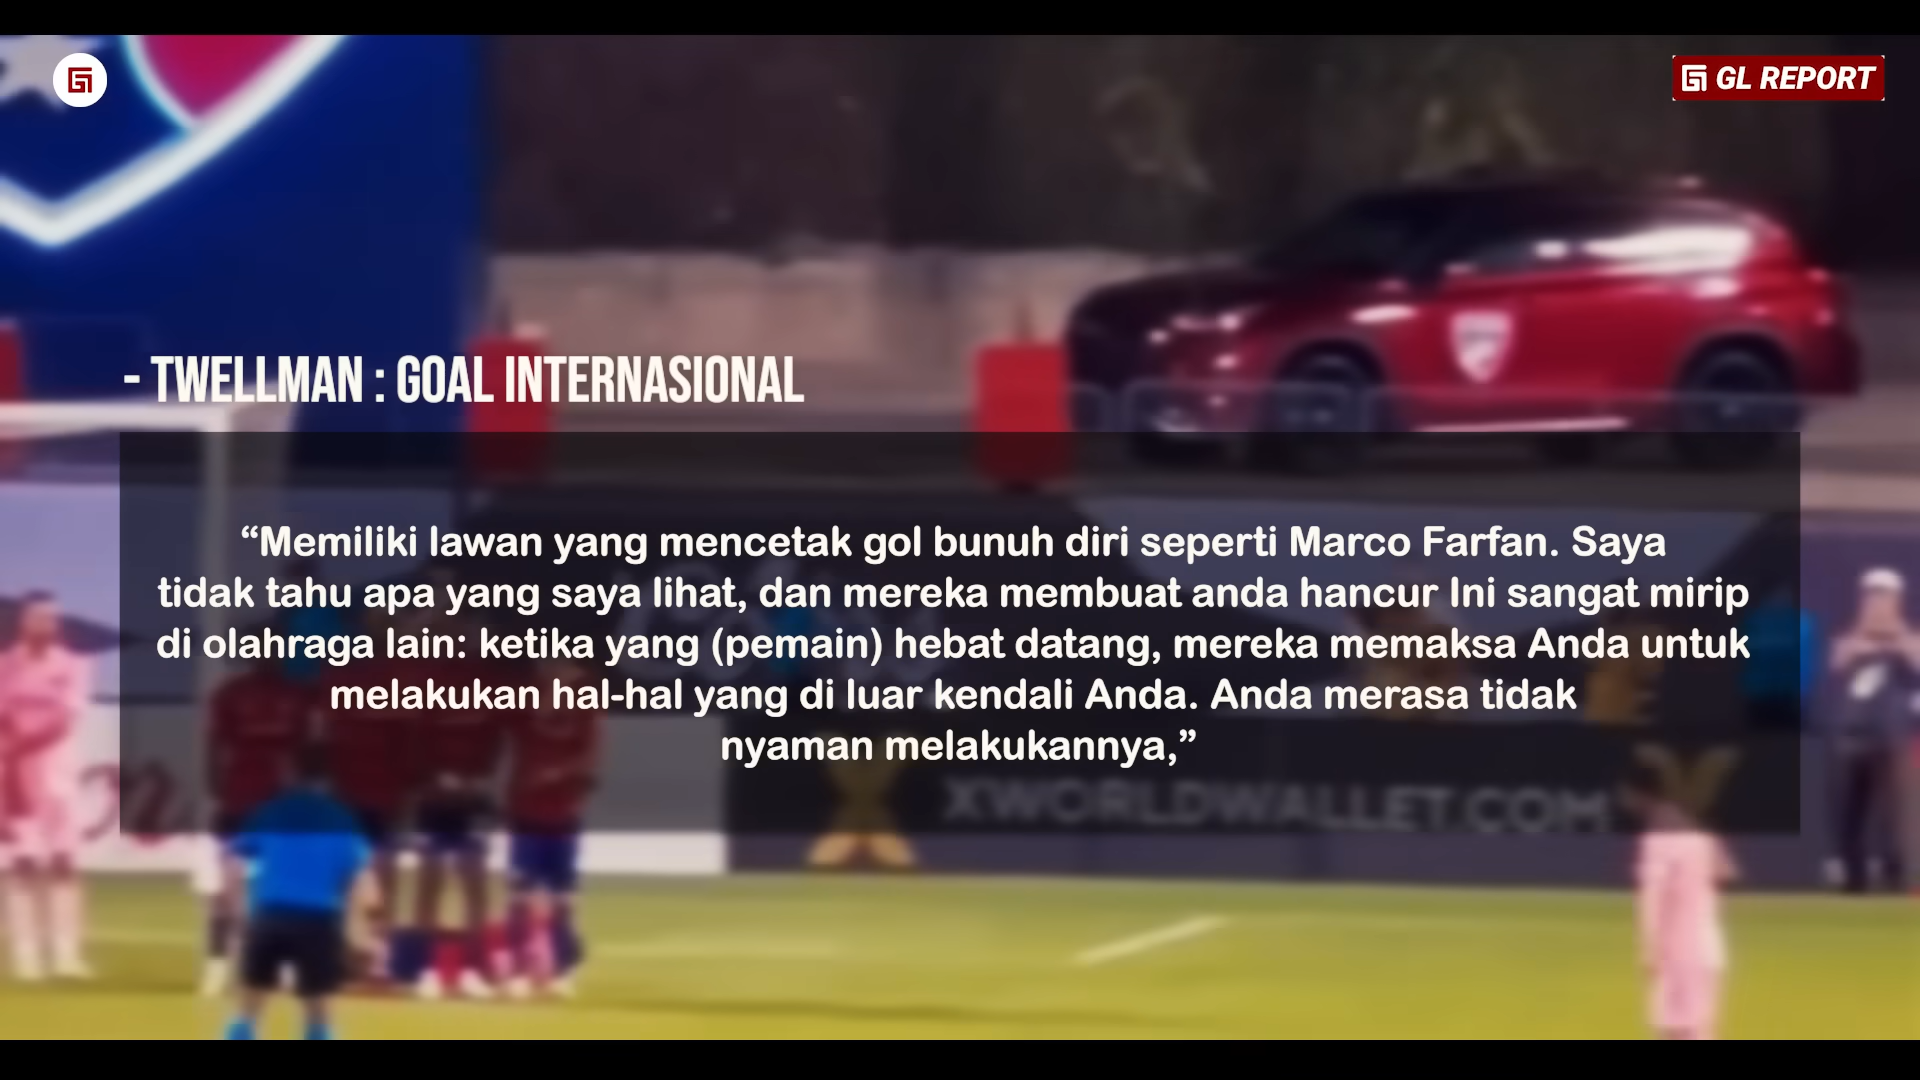 GL REPORT
- TWELLMAN : GOAL INTERNASIONAL
“Memiliki lawan yang mencetak gol bunuh diri seperti Marco Farfan. Saya
tidak tahu apa yang saya lihat, dan mereka membuat anda hancur Ini sangat mirip
di olahraga lain: ketika yang (pemain) hebat datang, mereka memaksa Anda untuk
melakukan hal-hal yang di luar kendali Anda. Anda merasa tidak
nyaman melakukannya,”
XWORLDWALLET.COM